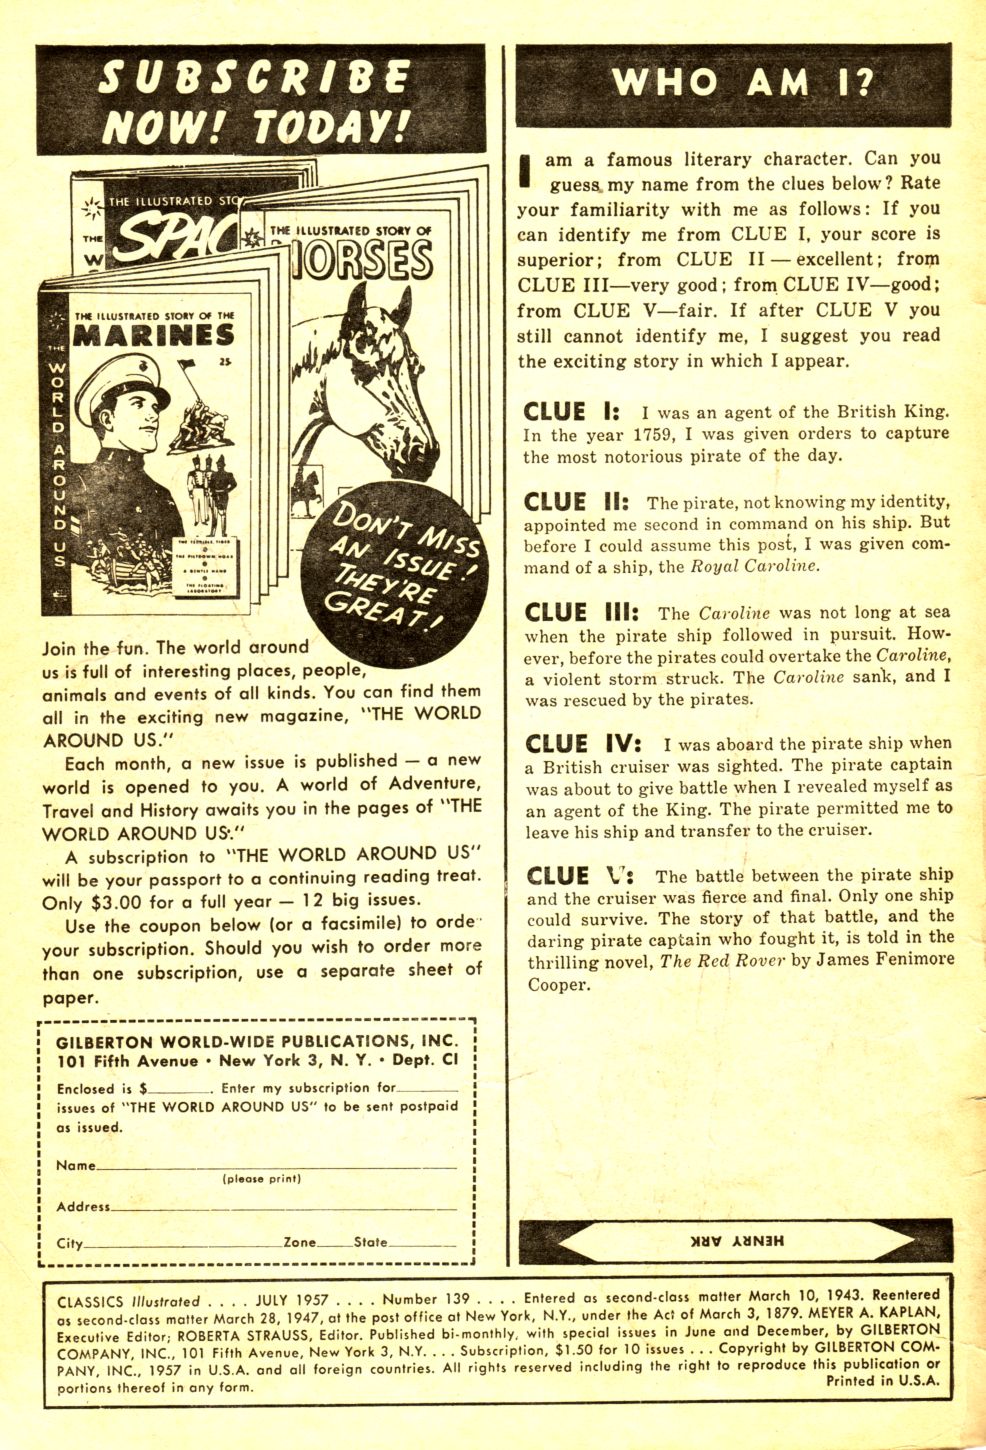 SUBSCRIBE
NOW! TODAY!
THE ILLUSTRATED STO
SPAC
THE
W
THE ILLUSTRATED STORY OF
HORSES
THE ILLUSTRATED STORY OF THE
MARINES
25¢
THE WORLD AROUND US
THE PILTDOWN HOAX
A GENTLE HAND
THE FLOATING
LABORATORY
DON'T MISS
AN ISSUE!
THEY'RE
GREAT!
Join the fun. The world around
us is full of interesting places, people,
animals and events of all kinds. You can find them
all in the exciting new magazine, "THE WORLD
AROUND US."
Each month, a new issue is published — a new
world is opened to you. A world of Adventure,
Travel and History awaits you in the pages of "THE
WORLD AROUND US."
A subscription to "THE WORLD AROUND US"
will be your passport to a continuing reading treat.
Only $3.00 for a full year — 12 big issues.
Use the coupon below (or a facsimile) to orde
your subscription. Should you wish to order more
than one subscription, use a separate sheet of
paper.
GILBERTON WORLD-WIDE PUBLICATIONS, INC.
101 Fifth Avenue • New York 3, N. Y. • Dept. CI
Enclosed is $________. Enter my subscription for________
issues of "THE WORLD AROUND US" to be sent postpaid
as issued.
Name________
(please print)
Address________
City________Zone____State________
WHO AM I?
I am a famous literary character. Can you
guess my name from the clues below? Rate
your familiarity with me as follows: If you
can identify me from CLUE I, your score is
superior; from CLUE II — excellent; from
CLUE III—very good; from CLUE IV—good;
from CLUE V—fair. If after CLUE V you
still cannot identify me, I suggest you read
the exciting story in which I appear.
CLUE I: I was an agent of the British King.
In the year 1759, I was given orders to capture
the most notorious pirate of the day.
CLUE II: The pirate, not knowing my identity,
appointed me second in command on his ship. But
before I could assume this post, I was given com-
mand of a ship, the Royal Caroline.
CLUE III: The Caroline was not long at sea
when the pirate ship followed in pursuit. How-
ever, before the pirates could overtake the Caroline,
a violent storm struck. The Caroline sank, and I
was rescued by the pirates.
CLUE IV: I was aboard the pirate ship when
a British cruiser was sighted. The pirate captain
was about to give battle when I revealed myself as
an agent of the King. The pirate permitted me to
leave his ship and transfer to the cruiser.
CLUE V: The battle between the pirate ship
and the cruiser was fierce and final. Only one ship
could survive. The story of that battle, and the
daring pirate captain who fought it, is told in the
thrilling novel, The Red Rover by James Fenimore
Cooper.
HENRY ARK
CLASSICS Illustrated . . . . JULY 1957 . . . . Number 139 . . . . Entered as second-class matter March 10, 1943. Reentered
as second-class matter March 28, 1947, at the post office at New York, N.Y., under the Act of March 3, 1879. MEYER A. KAPLAN,
Executive Editor; ROBERTA STRAUSS, Editor. Published bi-monthly, with special issues in June and December, by GILBERTON
COMPANY, INC., 101 Fifth Avenue, New York 3, N.Y. . . . Subscription, $1.50 for 10 issues . . . Copyright by GILBERTON COM-
PANY, INC., 1957 in U.S.A. and all foreign countries. All rights reserved including the right to reproduce this publication or
portions thereof in any form.
Printed in U.S.A.